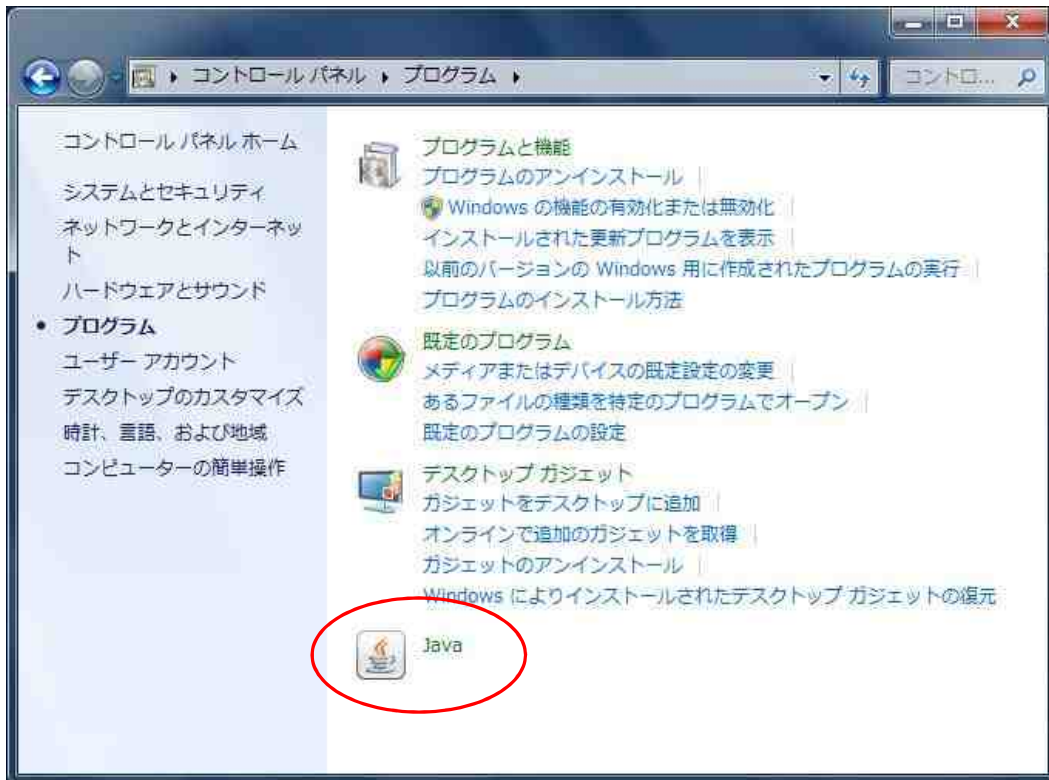 コントロール パネル ▸ プログラム ▸
コントロ...
コントロール パネル ホーム
システムとセキュリティ
ネットワークとインターネッ
ト
ハードウェアとサウンド
• プログラム
ユーザー アカウント
デスクトップのカスタマイズ
時計、言語、および地域
コンピューターの簡単操作
プログラムと機能
プログラムのアンインストール
Windows の機能の有効化または無効化
インストールされた更新プログラムを表示
以前のバージョンの Windows 用に作成されたプログラムの実行
プログラムのインストール方法
既定のプログラム
メディアまたはデバイスの既定設定の変更
あるファイルの種類を特定のプログラムでオープン
既定のプログラムの設定
デスクトップ ガジェット
ガジェットをデスクトップに追加
オンラインで追加のガジェットを取得
ガジェットのアンインストール
Windows によりインストールされたデスクトップ ガジェットの復元
Java